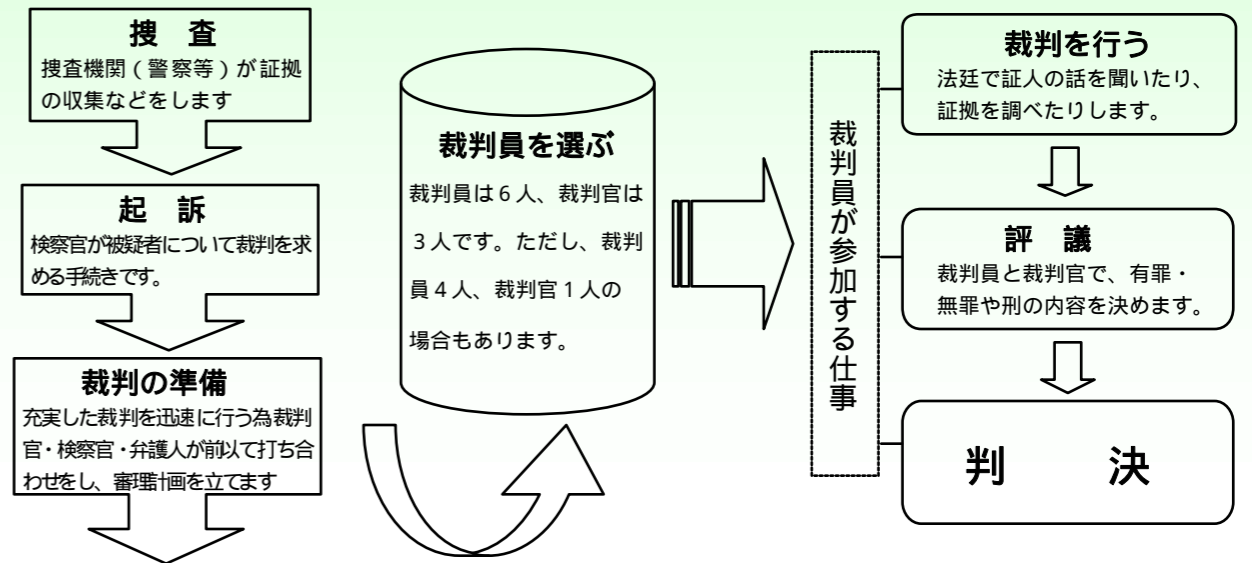 捜　査
捜査機関（警察等）が証拠
の収集などをします
起　訴
検察官が被疑者について裁判を求
める手続きです。
裁判の準備
充実した裁判を迅速に行う為裁判
官・検察官・弁護人が前以て打ち合
わせをし、審理計画を立てます
裁判員を選ぶ
裁判員は６人、裁判官は
３人です。ただし、裁判
員４人、裁判官１人の
場合もあります。
裁判員が参加する仕事
裁判を行う
法廷で証人の話を聞いたり、
証拠を調べたりします。
評　議
裁判員と裁判官で、有罪・
無罪や刑の内容を決めます。
判　決